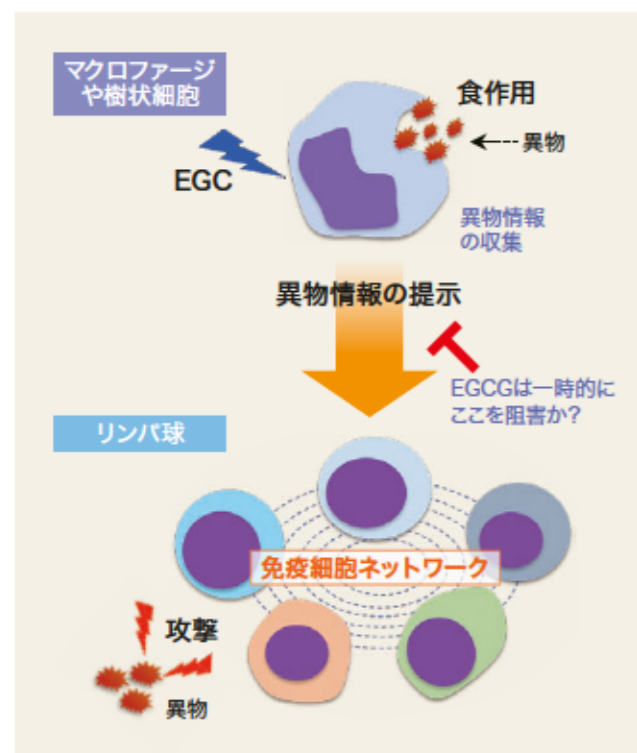 マクロファージ
や樹状細胞
食作用
異物
EGC
異物情報
の収集
異物情報の提示
EGCGは一時的に
ここを阻害か?
リンパ球
免疫細胞ネットワーク
攻撃
異物